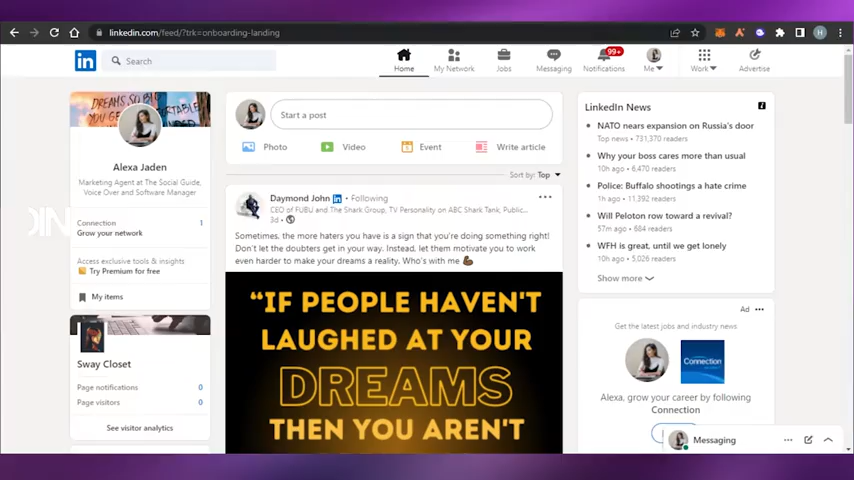 linkedin.com/feed/?trk=onboarding-landing
H
in
Search
Home
My Network
Jobs
Messaging
99+
Notifications
Me
Work
Advertise
Alexa Jaden
Marketing Agent at The Social Guide,
Voice Over and Software Manager
Connection 1
Grow your network
Access exclusive tools & insights
Try Premium for free
My items
Sway Closet
Page notifications 0
Page visitors 0
See visitor analytics
Start a post
Photo
Video
Event
Write article
Sort by: Top
Daymond John in • Following
CEO of FUBU and The Shark Group, TV Personality on ABC Shark Tank, Public...
3d •
Sometimes, the more haters you have is a sign that you're doing something right!
Don't let the doubters get in your way. Instead, let them motivate you to work
even harder to make your dreams a reality. Who's with me
“IF PEOPLE HAVEN'T
LAUGHED AT YOUR
DREAMS
THEN YOU AREN'T
LinkedIn News
NATO nears expansion on Russia's door
Top news • 731,370 readers
Why your boss cares more than usual
10h ago • 6,470 readers
Police: Buffalo shootings a hate crime
1h ago • 11,392 readers
Will Peloton row toward a revival?
57m ago • 684 readers
WFH is great, until we get lonely
10h ago • 5,026 readers
Show more
Ad
Get the latest jobs and industry news
Connection
Alexa, grow your career by following
Connection
Messaging